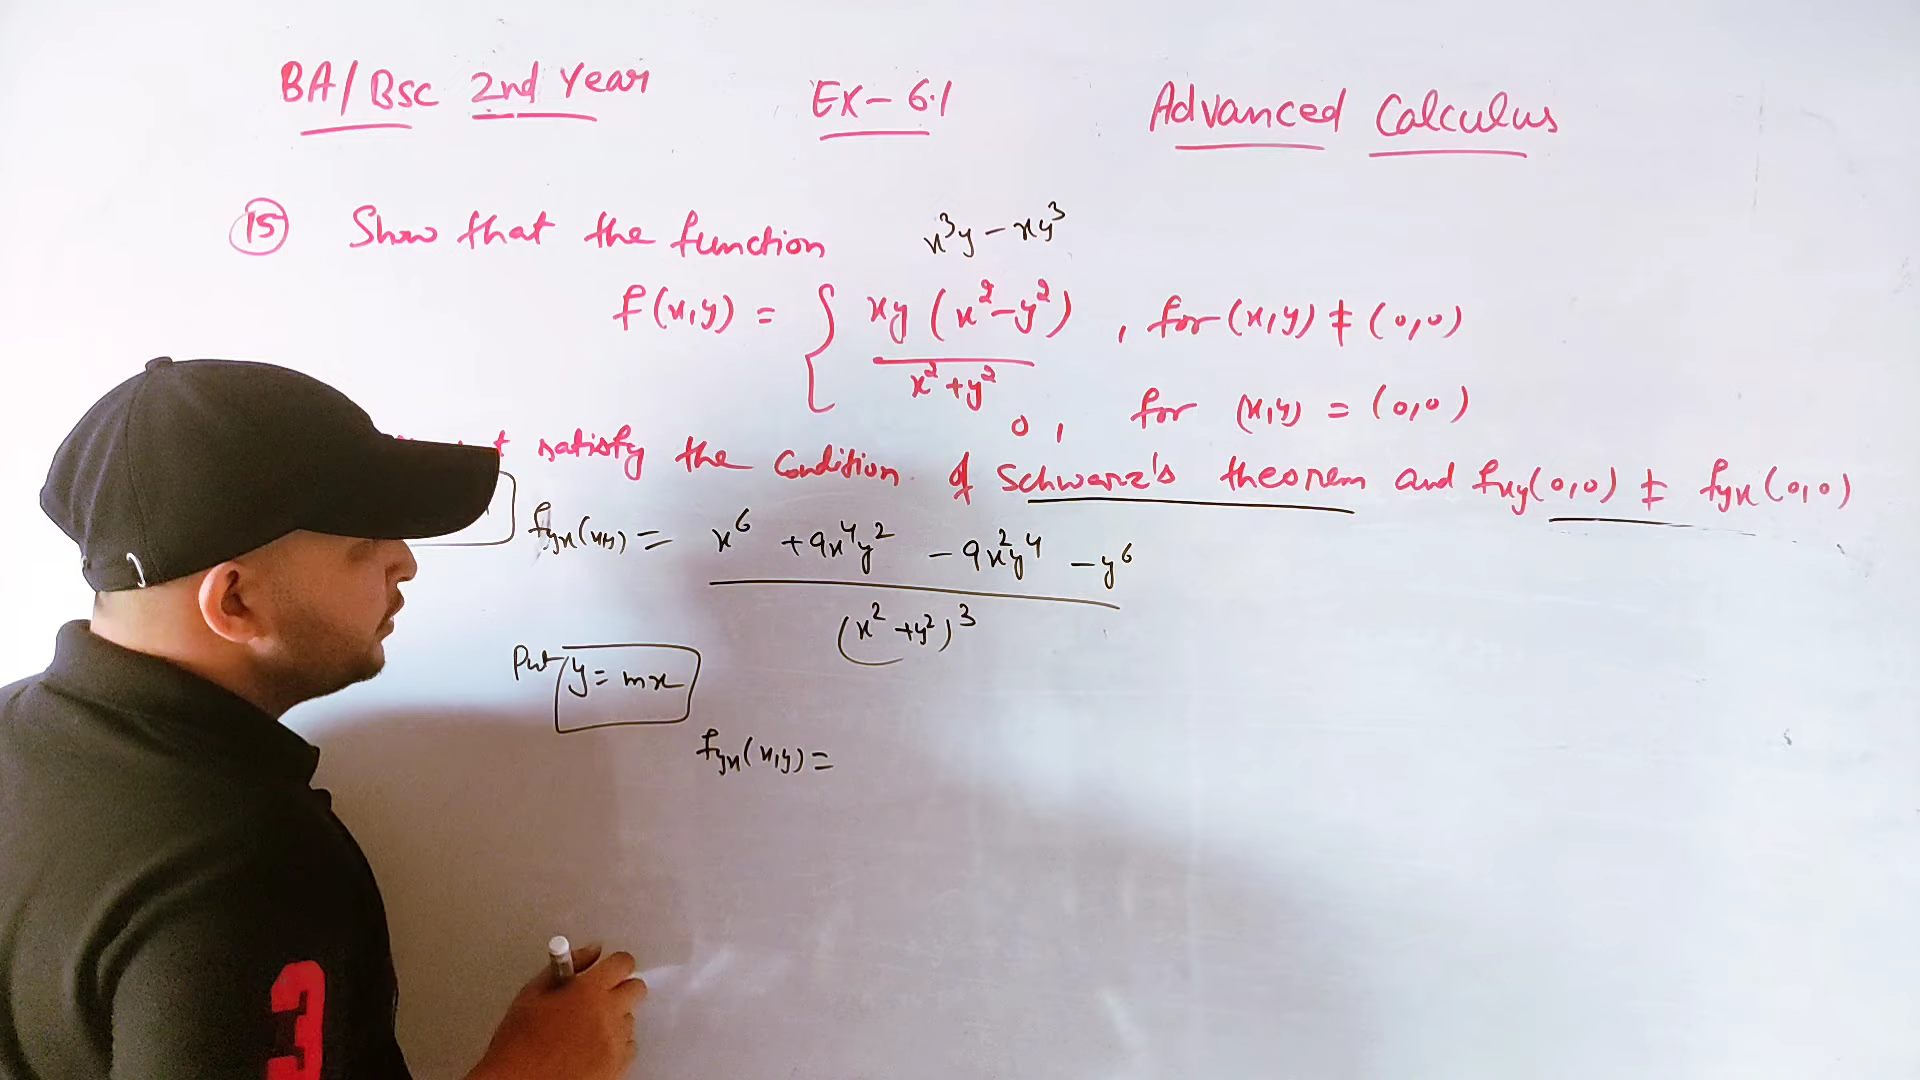 BA/BSc 2nd Year EX-6.1 Advanced Calculus
15 Show that the function x³y - xy³
f(x,y) = { xy(x²-y²) , for (x,y) ≠ (0,0)
x²+y²
0, for (x,y) = (0,0)
satisfy the Condition of Schwarz's theorem and fxy(0,0) ≠ fyx(0,0)
fyx(x,y) = x⁶ + 9x⁴y² - 9x²y⁴ - y⁶
(x²+y²)³
Put y = mx
fyx(x,y) =
3